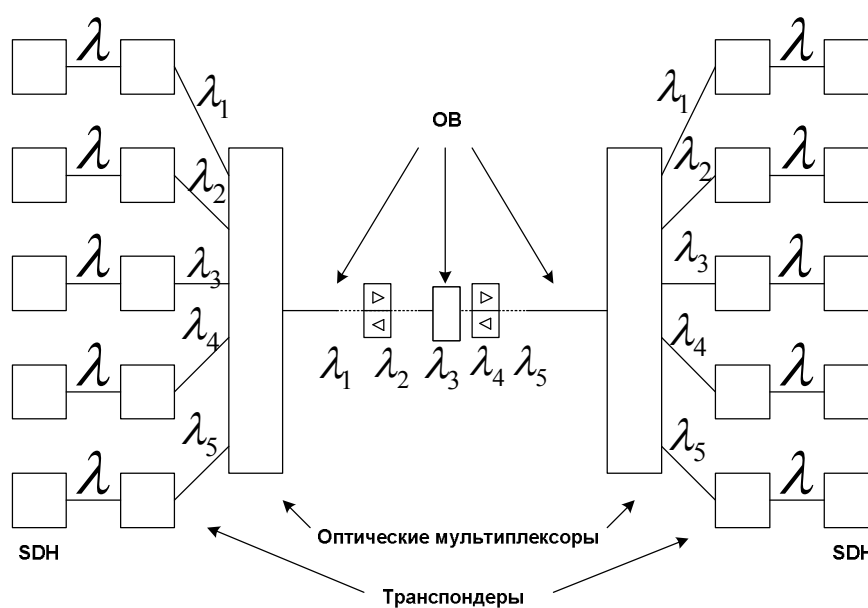 λ λ
λ₁ λ₁
ОВ
λ λ
λ₂ λ₂
λ λ
λ₃ λ₃
λ₄ λ₄
λ₁ λ₂ λ₃ λ₄ λ₅
λ λ
λ₅ λ₅
λ λ
Оптические мультиплексоры
SDH SDH
Транспондеры